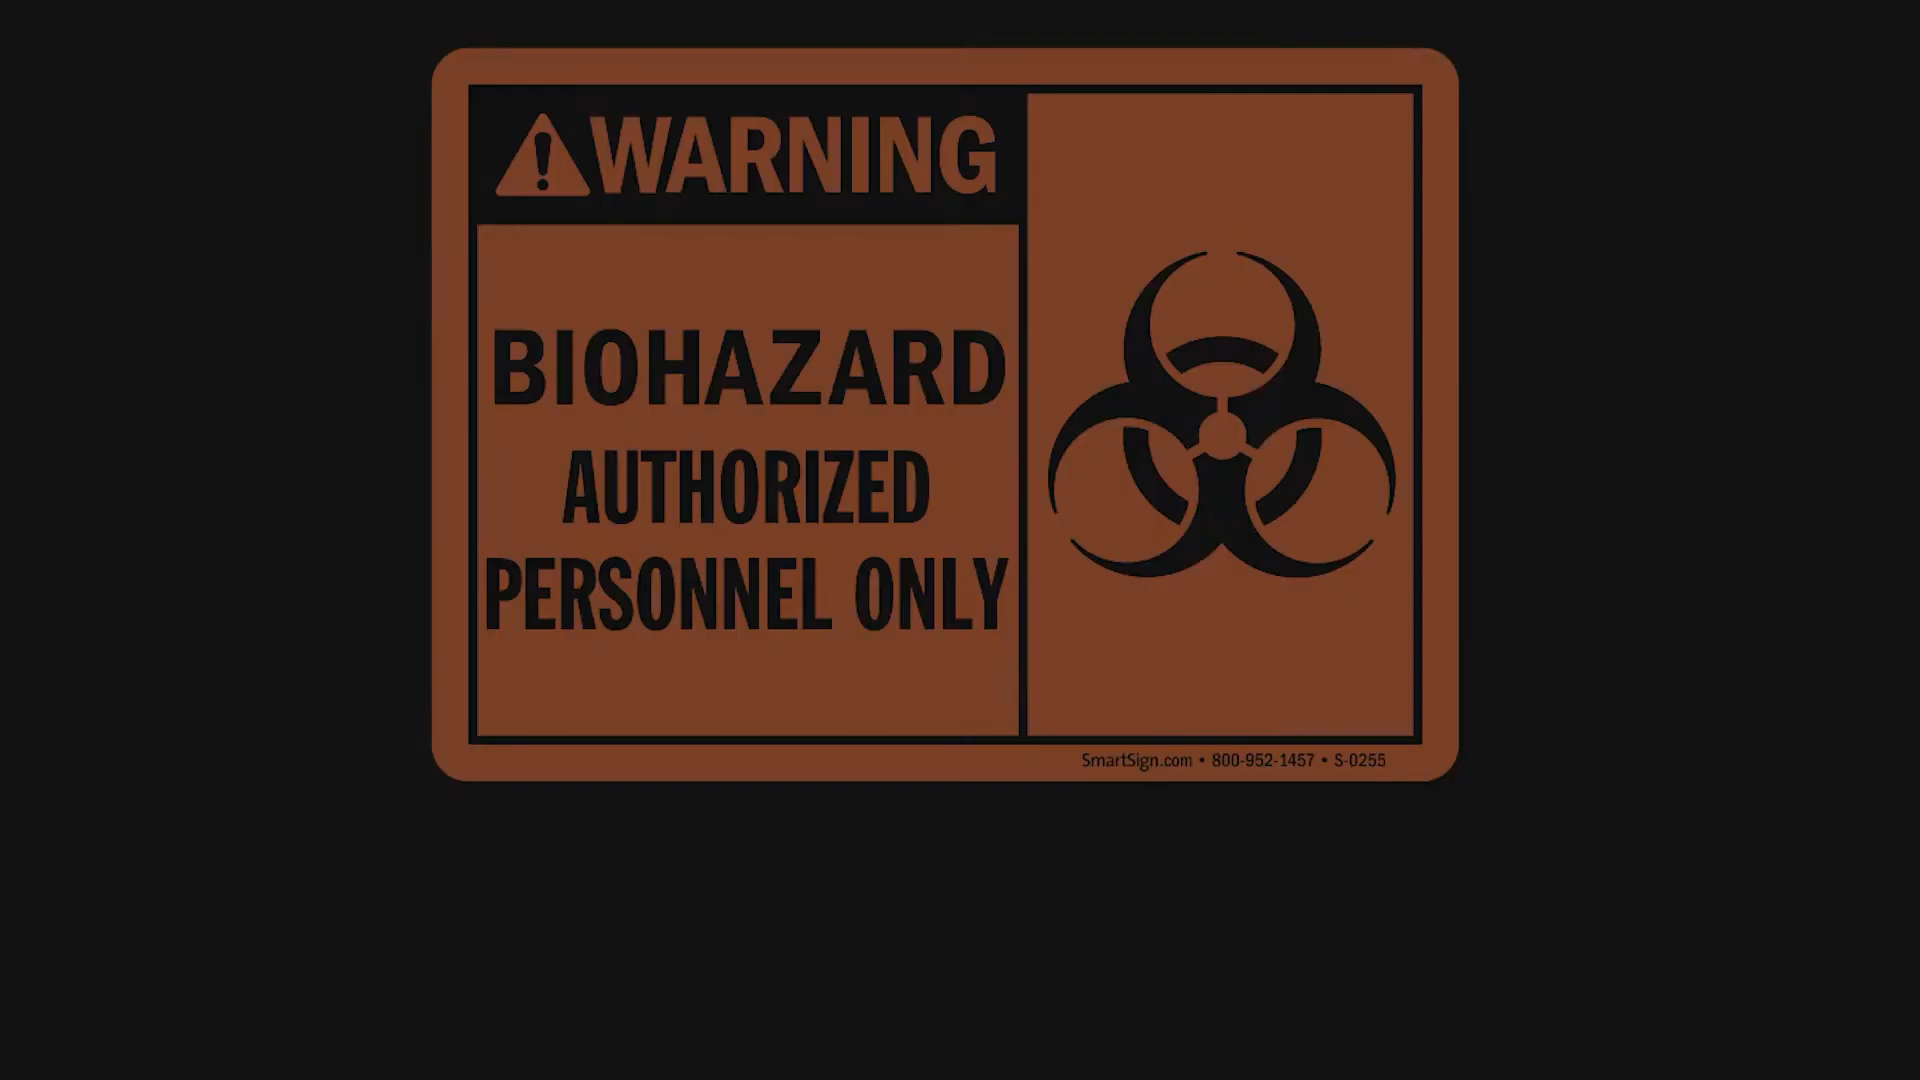 WARNING
BIOHAZARD
AUTHORIZED
PERSONNEL ONLY
SmartSign.com • 800-952-1457 • S-0255